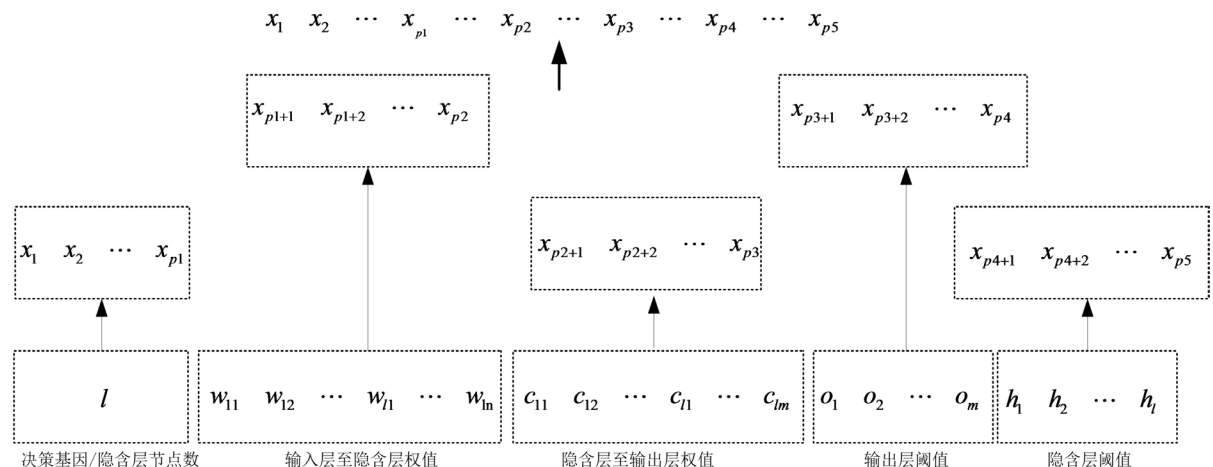 x1 x2 ⋯ xp1 ⋯ xp2 ⋯ xp3 ⋯ xp4 ⋯ xp5
xp1+1 xp1+2 ⋯ xp2
xp3+1 xp3+2 ⋯ xp4
x1 x2 ⋯ xp1
xp2+1 xp2+2 ⋯ xp3
xp4+1 xp4+2 ⋯ xp5
l
w11 w12 ⋯ wl1 ⋯ wln
c11 c12 ⋯ cl1 ⋯ clm
o1 o2 ⋯ om
h1 h2 ⋯ hl
决策基因/隐含层节点数
输入层至隐含层权值
隐含层至输出层权值
输出层阈值
隐含层阈值